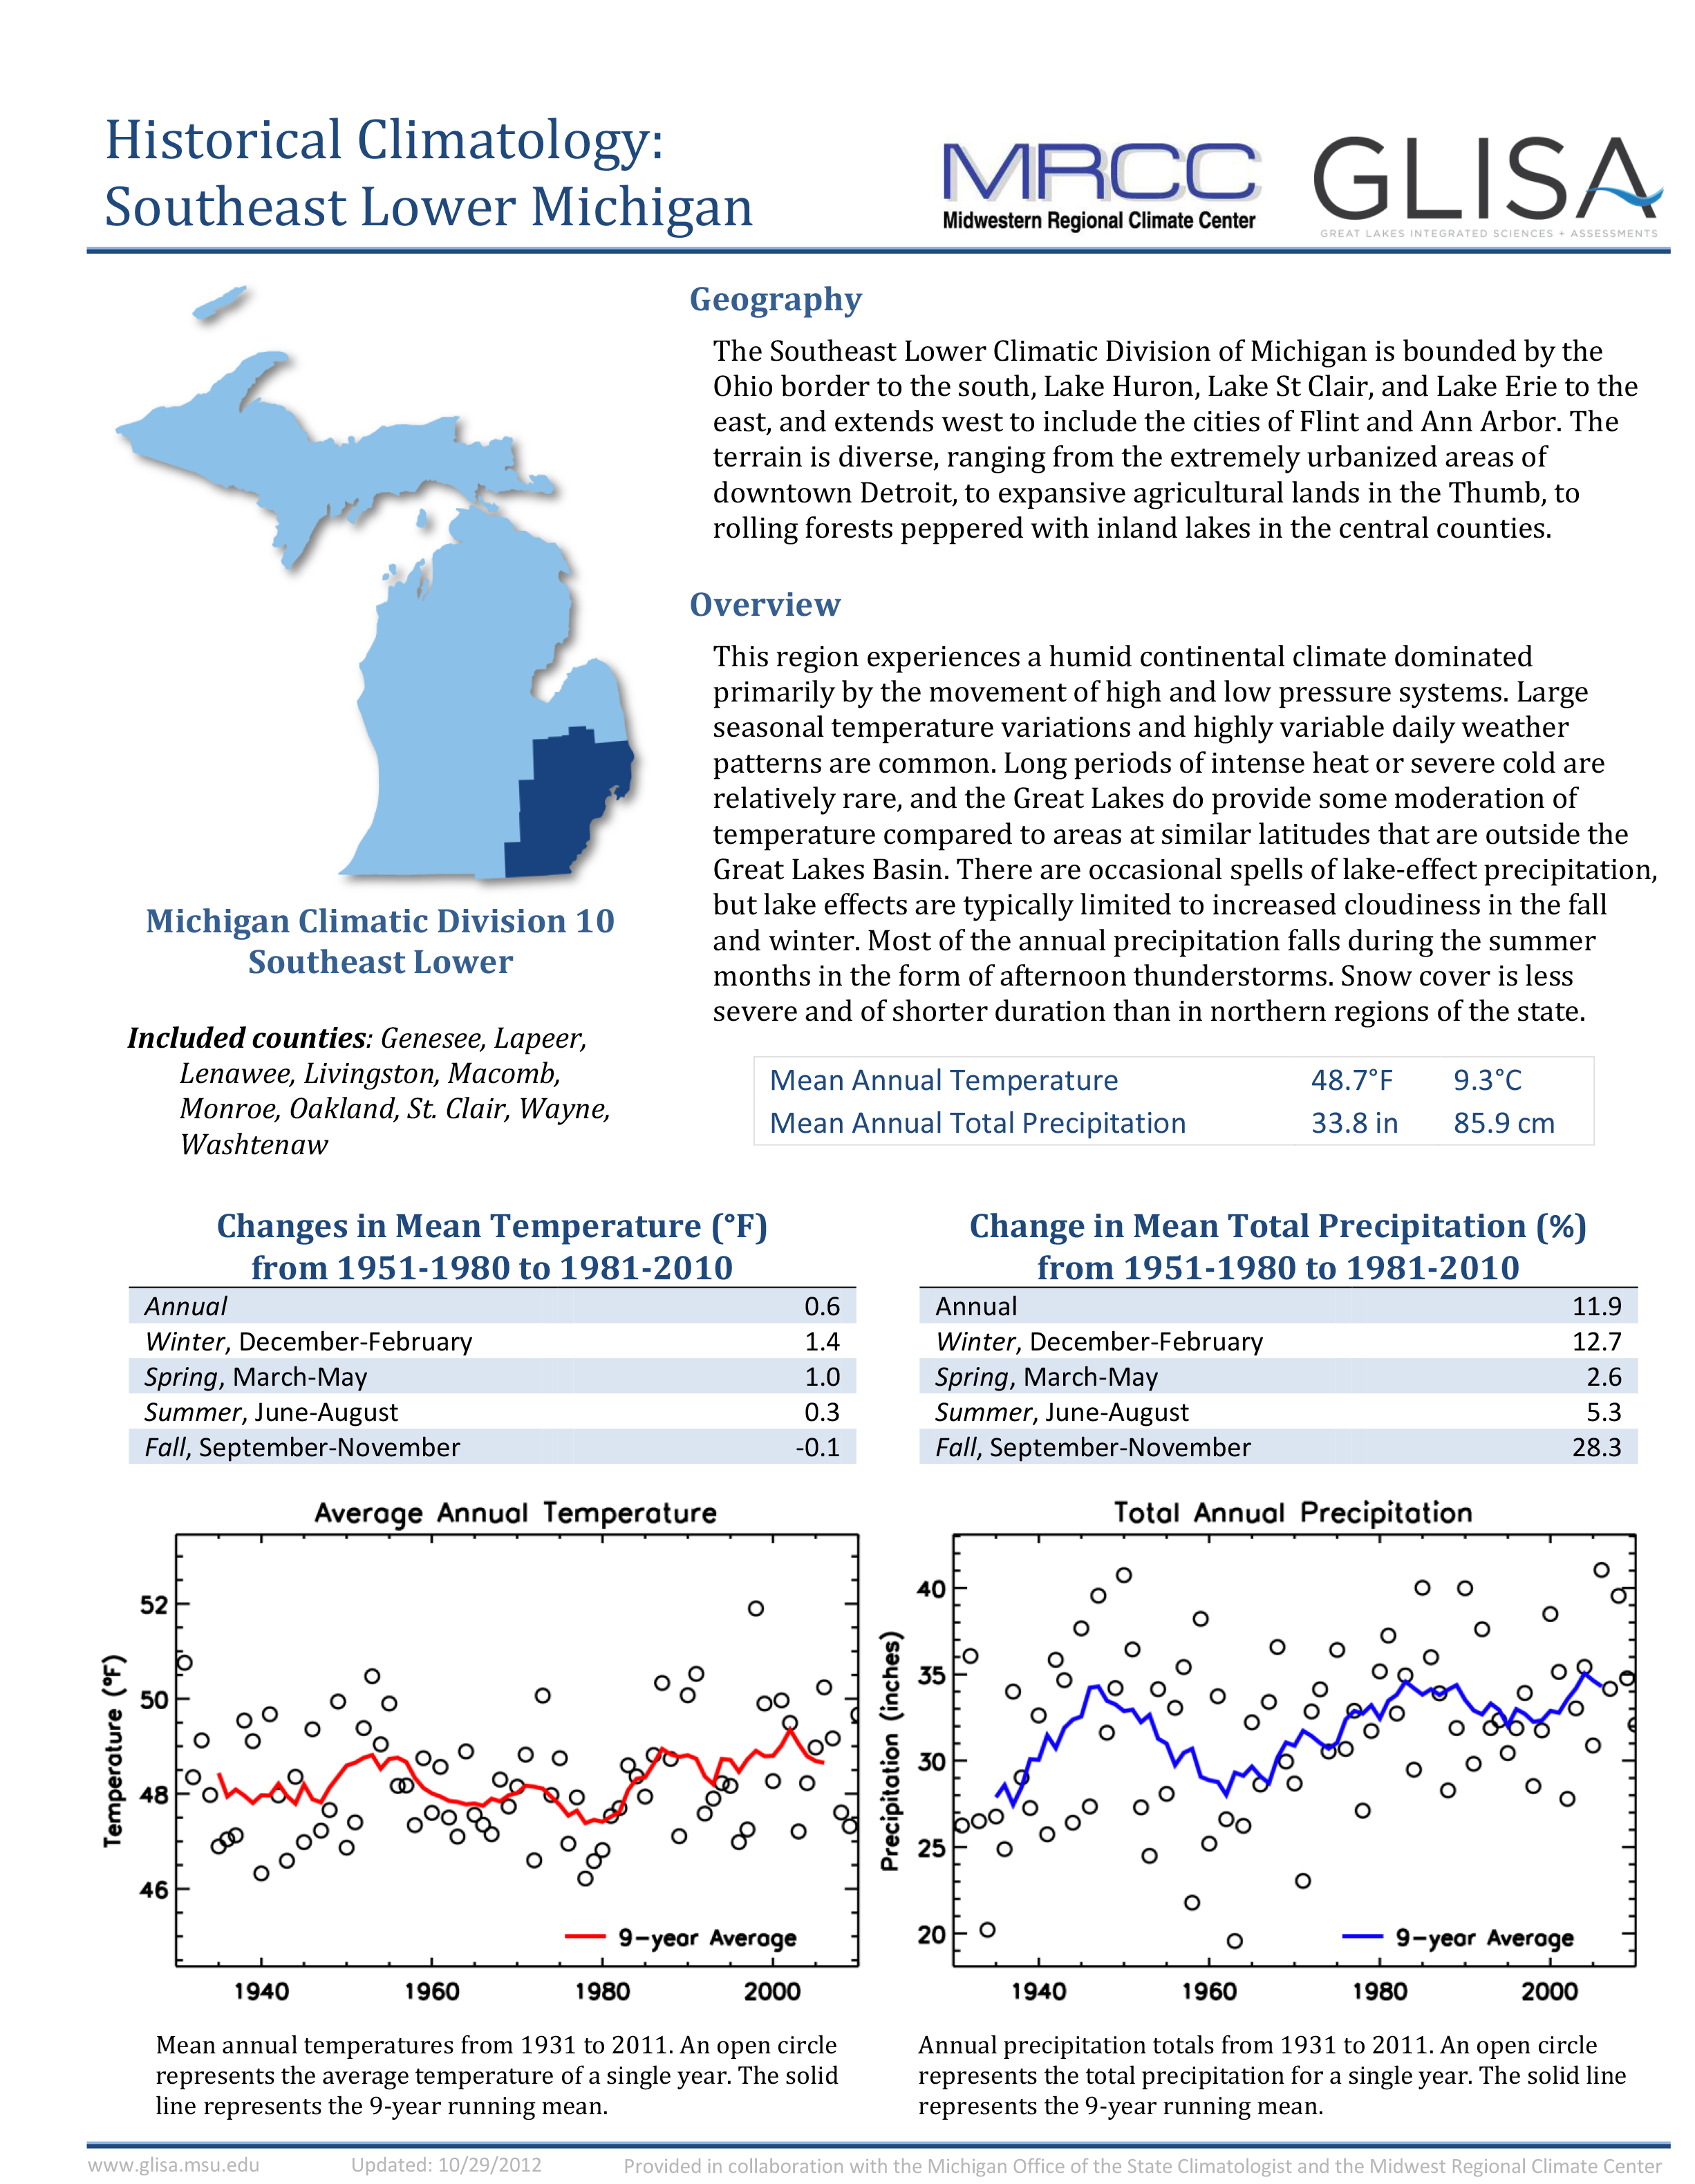 Historical Climatology:
Southeast Lower Michigan
MRCC
Midwestern Regional Climate Center
GLISA
GREAT LAKES INTEGRATED SCIENCES + ASSESSMENTS
Michigan Climatic Division 10
Southeast Lower
Included counties: Genesee, Lapeer,
Lenawee, Livingston, Macomb,
Monroe, Oakland, St. Clair, Wayne,
Washtenaw
Geography
The Southeast Lower Climatic Division of Michigan is bounded by the
Ohio border to the south, Lake Huron, Lake St Clair, and Lake Erie to the
east, and extends west to include the cities of Flint and Ann Arbor. The
terrain is diverse, ranging from the extremely urbanized areas of
downtown Detroit, to expansive agricultural lands in the Thumb, to
rolling forests peppered with inland lakes in the central counties.
Overview
This region experiences a humid continental climate dominated
primarily by the movement of high and low pressure systems. Large
seasonal temperature variations and highly variable daily weather
patterns are common. Long periods of intense heat or severe cold are
relatively rare, and the Great Lakes do provide some moderation of
temperature compared to areas at similar latitudes that are outside the
Great Lakes Basin. There are occasional spells of lake-effect precipitation,
but lake effects are typically limited to increased cloudiness in the fall
and winter. Most of the annual precipitation falls during the summer
months in the form of afternoon thunderstorms. Snow cover is less
severe and of shorter duration than in northern regions of the state.
Mean Annual Temperature 48.7°F 9.3°C
Mean Annual Total Precipitation 33.8 in 85.9 cm
Changes in Mean Temperature (°F)
from 1951-1980 to 1981-2010
Annual 0.6
Winter, December-February 1.4
Spring, March-May 1.0
Summer, June-August 0.3
Fall, September-November -0.1
Change in Mean Total Precipitation (%)
from 1951-1980 to 1981-2010
Annual 11.9
Winter, December-February 12.7
Spring, March-May 2.6
Summer, June-August 5.3
Fall, September-November 28.3
Average Annual Temperature
Temperature (°F)
52
50
48
46
9-year Average
1940 1960 1980 2000
Mean annual temperatures from 1931 to 2011. An open circle
represents the average temperature of a single year. The solid
line represents the 9-year running mean.
Total Annual Precipitation
Precipitation (inches)
40
35
30
25
20
9-year Average
1940 1960 1980 2000
Annual precipitation totals from 1931 to 2011. An open circle
represents the total precipitation for a single year. The solid line
represents the 9-year running mean.
www.glisa.msu.edu Updated: 10/29/2012 Provided in collaboration with the Michigan Office of the State Climatologist and the Midwest Regional Climate Center